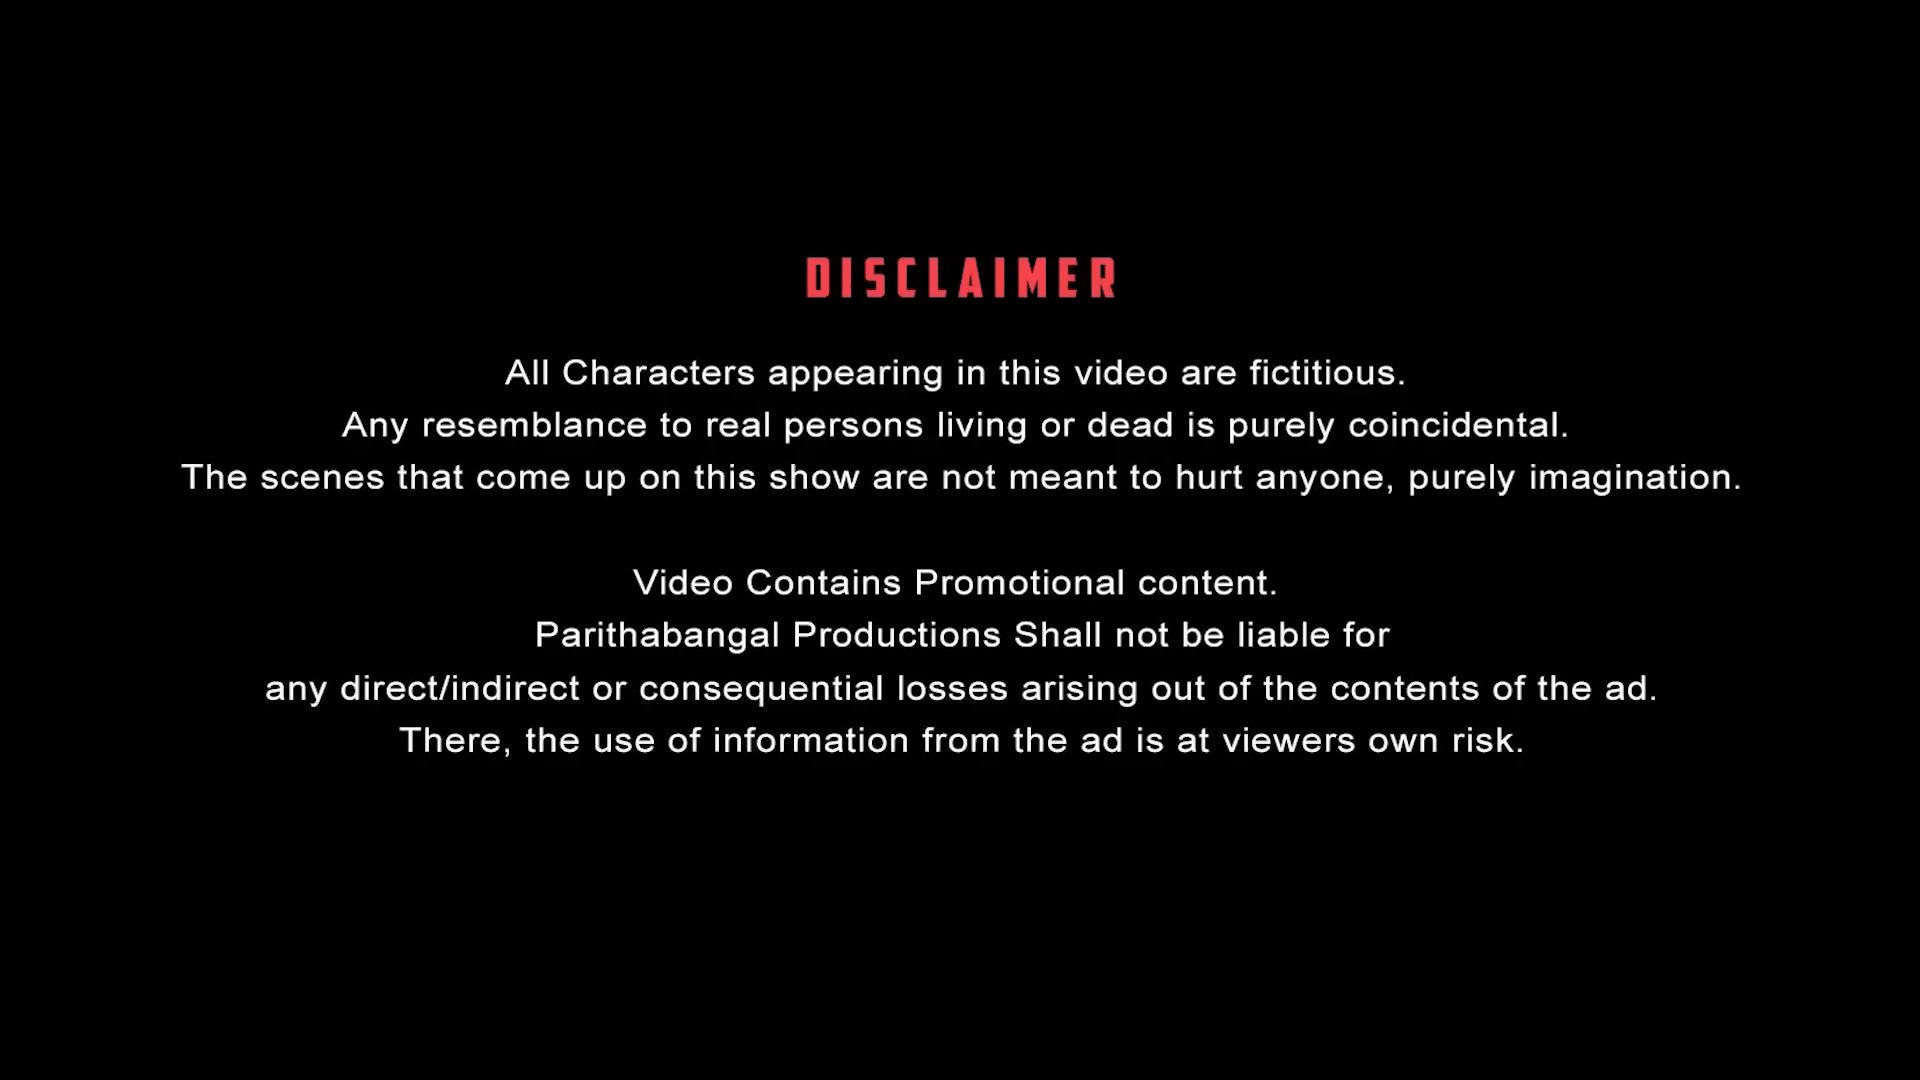 DISCLAIMER
All Characters appearing in this video are fictitious.
Any resemblance to real persons living or dead is purely coincidental.
The scenes that come up on this show are not meant to hurt anyone, purely imagination.
Video Contains Promotional content.
Parithabangal Productions Shall not be liable for
any direct/indirect or consequential losses arising out of the contents of the ad.
There, the use of information from the ad is at viewers own risk.